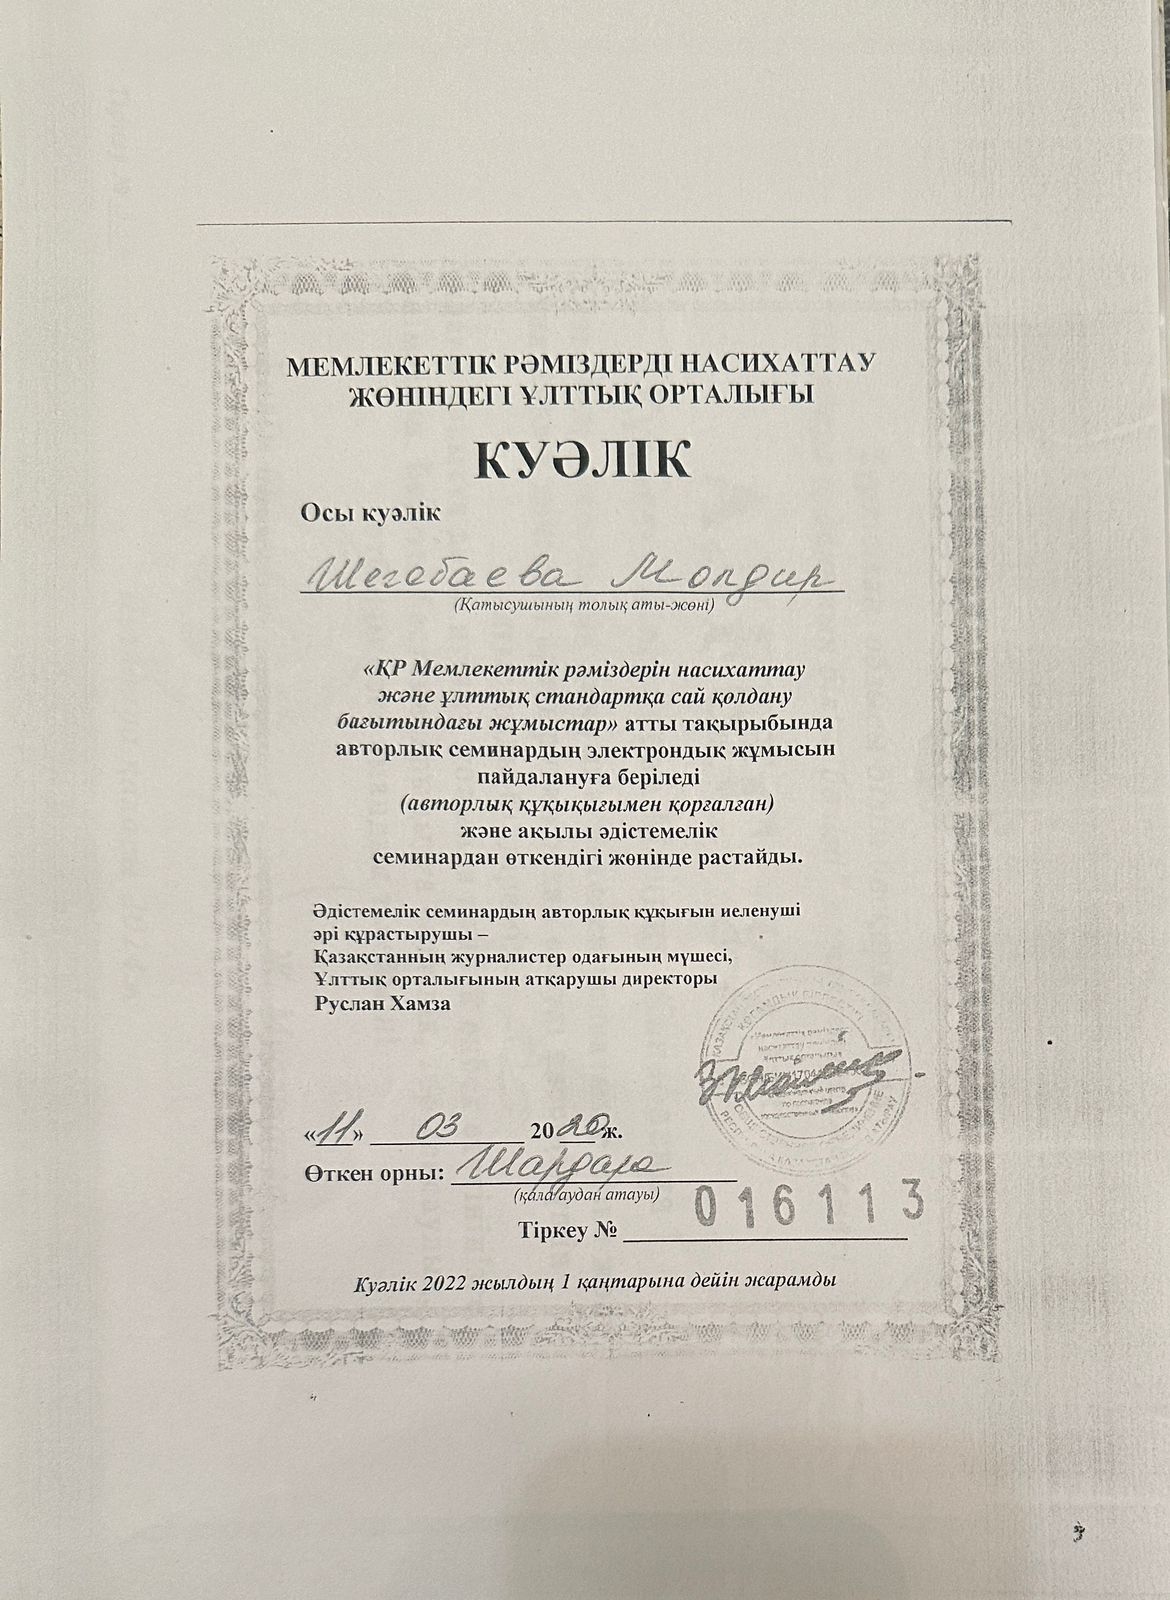 МЕМЛЕКЕТТІК РӘМІЗДЕРДІ НАСИХАТТАУ
ЖӨНІНДЕГІ ҰЛТТЫҚ ОРТАЛЫҒЫ
КУӘЛІК
Осы куәлік
Шегебаева Молдир
(Қатысушының толық аты-жөні)
«ҚР Мемлекеттік рәміздерін насихаттау
және ұлттық стандартқа сай қолдану
бағытындағы жұмыстар» атты тақырыбында
авторлық семинардың электрондық жұмысын
пайдалануға беріледі
(авторлық құқықығымен қорғалған)
және ақылы әдістемелік
семинардан өткендігі жөнінде растайды.
Әдістемелік семинардың авторлық құқығын иеленуші
әрі құрастырушы –
Қазақстанның журналистер одағының мүшесі,
Ұлттық орталығының атқарушы директоры
Руслан Хамза
«11» 03 2020 ж.
Өткен орны: Шардара
(қала/аудан атауы)
016113
Тіркеу № 
Куәлік 2022 жылдың 1 қаңтарына дейін жарамды